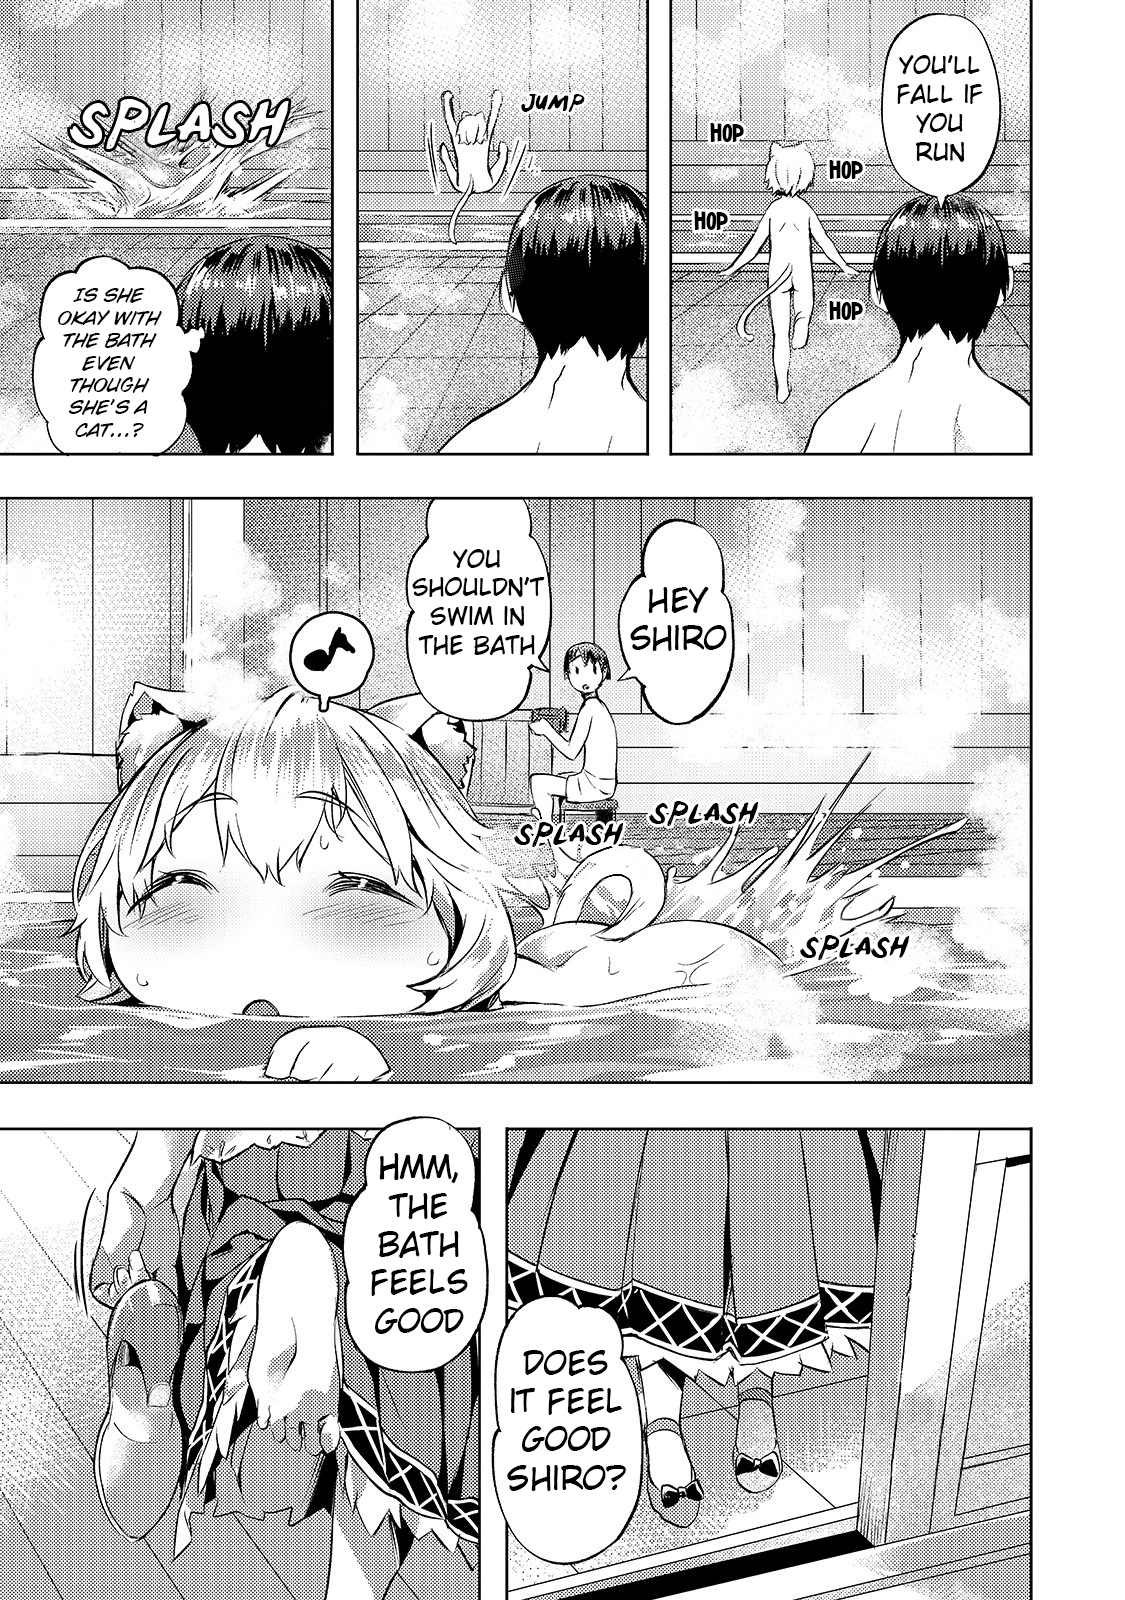 YOU'LL
FALL IF
YOU
RUN
HOP
HOP
HOP
HOP
JUMP
SPLASH
IS SHE
OKAY WITH
THE BATH
EVEN
THOUGH
SHE'S A
CAT...?
HEY
SHIRO
YOU
SHOULDN'T
SWIM IN
THE BATH
SPLASH
SPLASH
SPLASH
DOES
IT FEEL
GOOD
SHIRO?
HMM,
THE
BATH
FEELS
GOOD